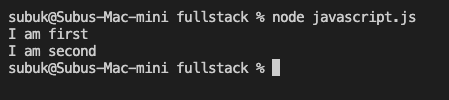 subuk@Subus-Mac-mini fullstack % node javascript.js
I am first
I am second
subuk@Subus-Mac-mini fullstack %